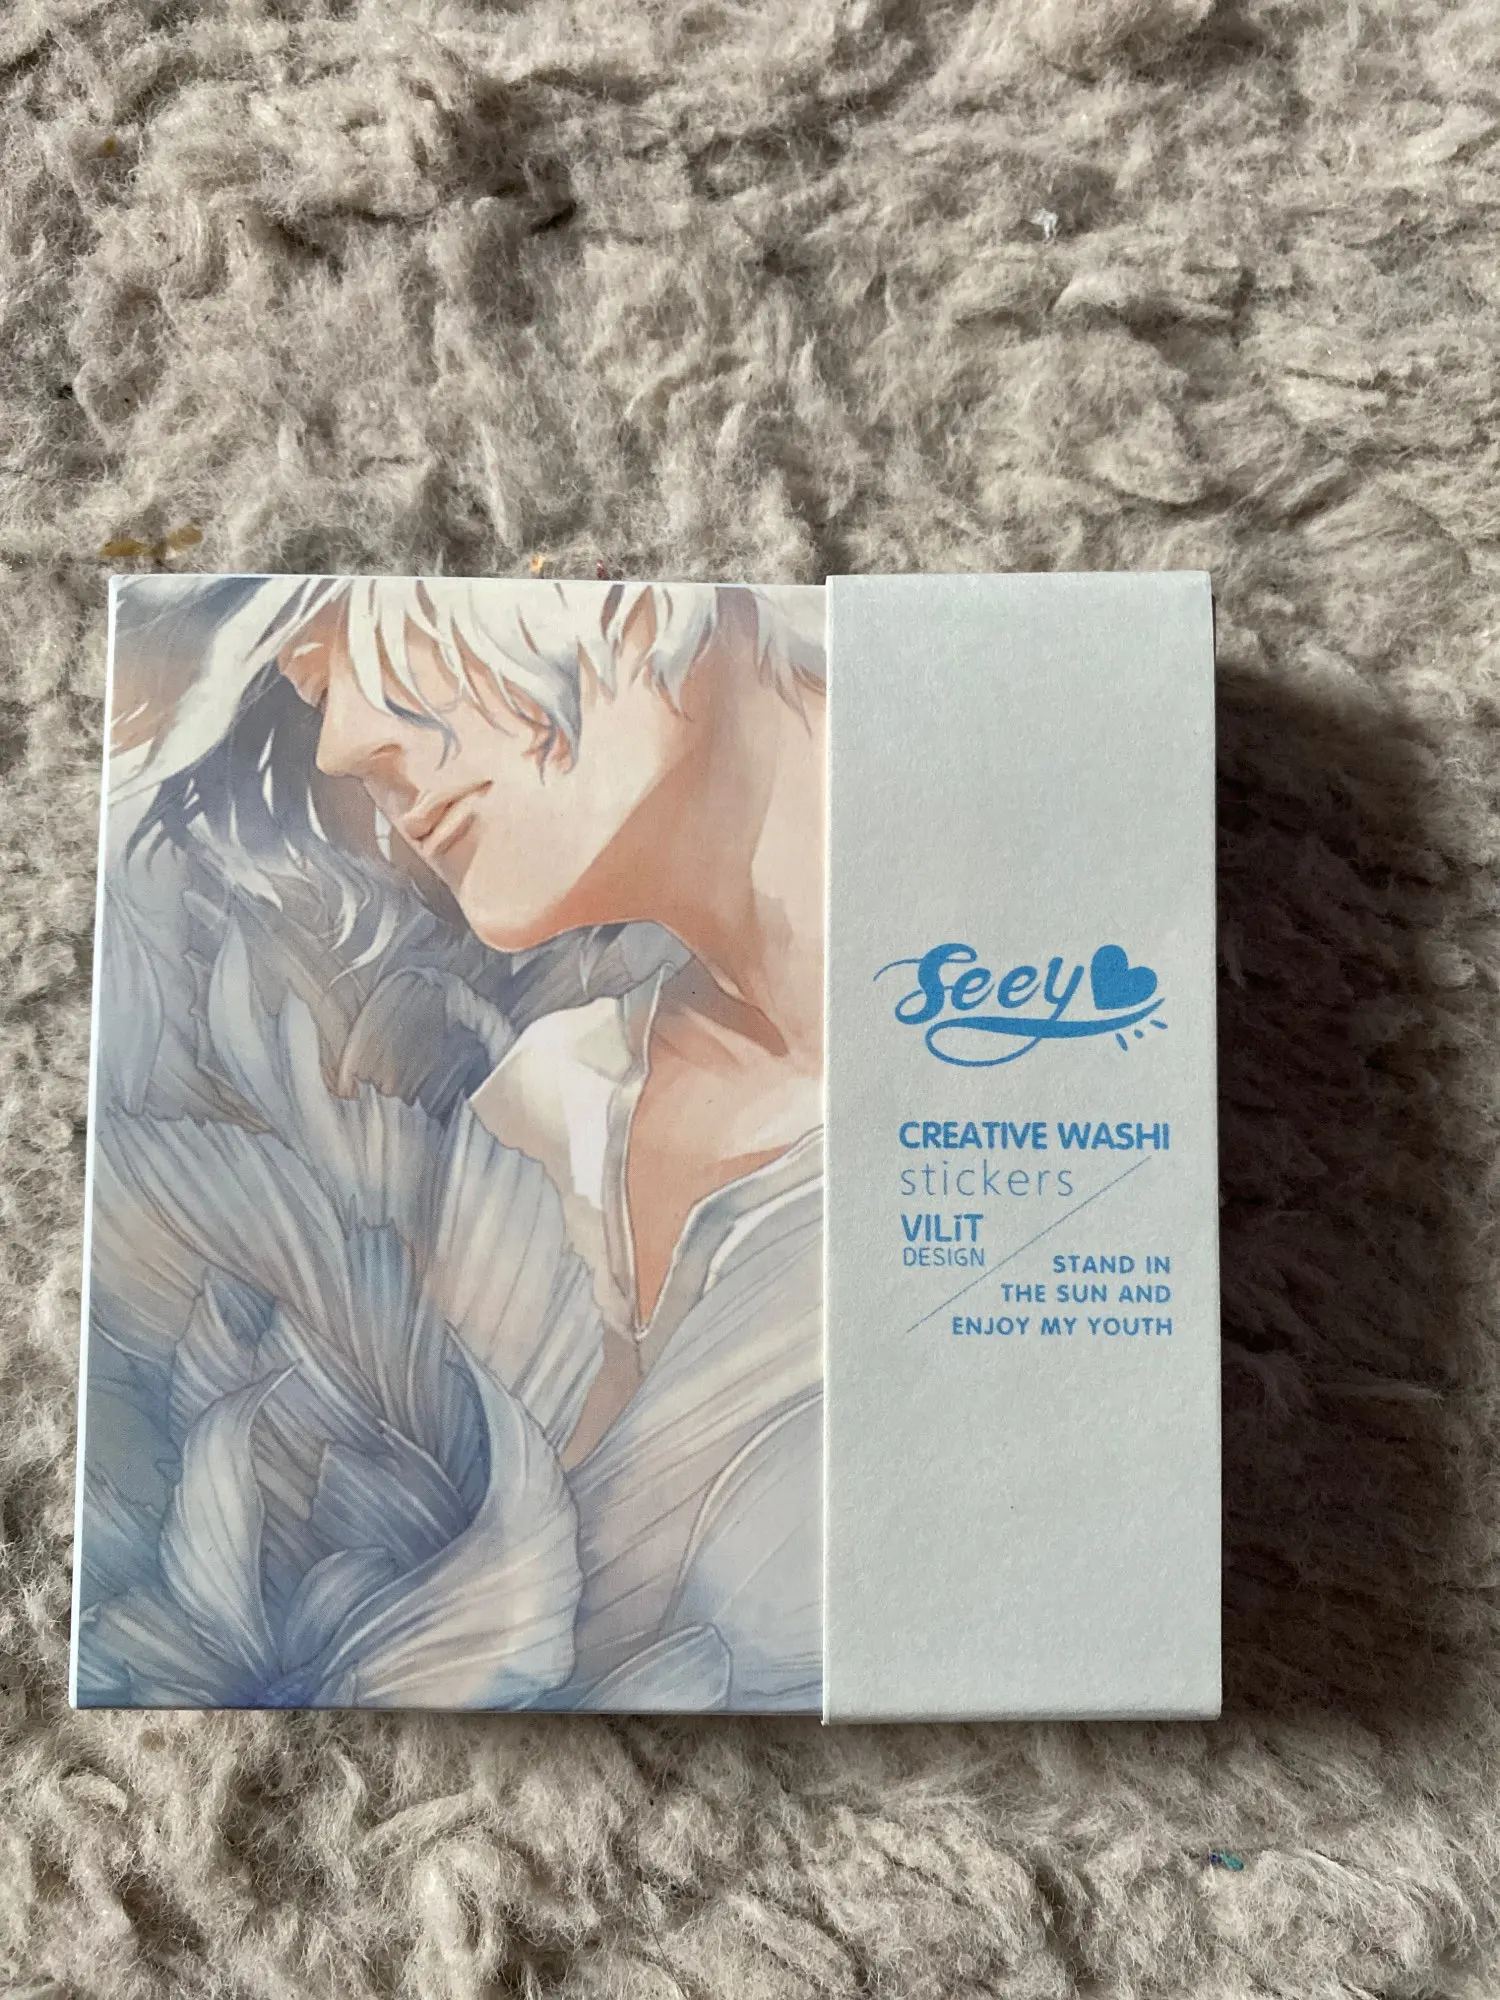 Seey
CREATIVE WASHI
stickers
VILiT
DESIGN
STAND IN
THE SUN AND
ENJOY MY YOUTH